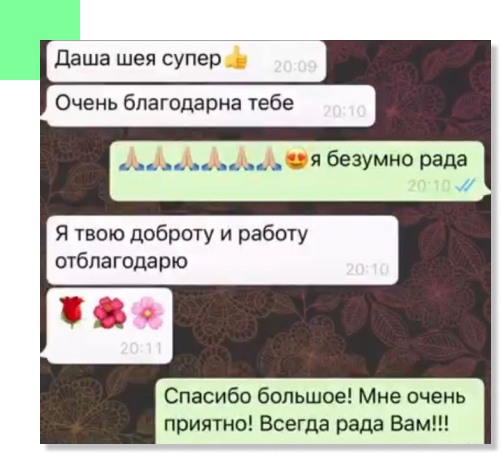 Даша шея супер👍 20:09
Очень благодарна тебе 20:10
🙏🏼🙏🏼🙏🏼🙏🏼🙏🏼🙏🏼😍я безумно рада
20:10
Я твою доброту и работу
отблагодарю 20:10
🌹🌺🌸
20:11
Спасибо большое! Мне очень
приятно! Всегда рада Вам!!!